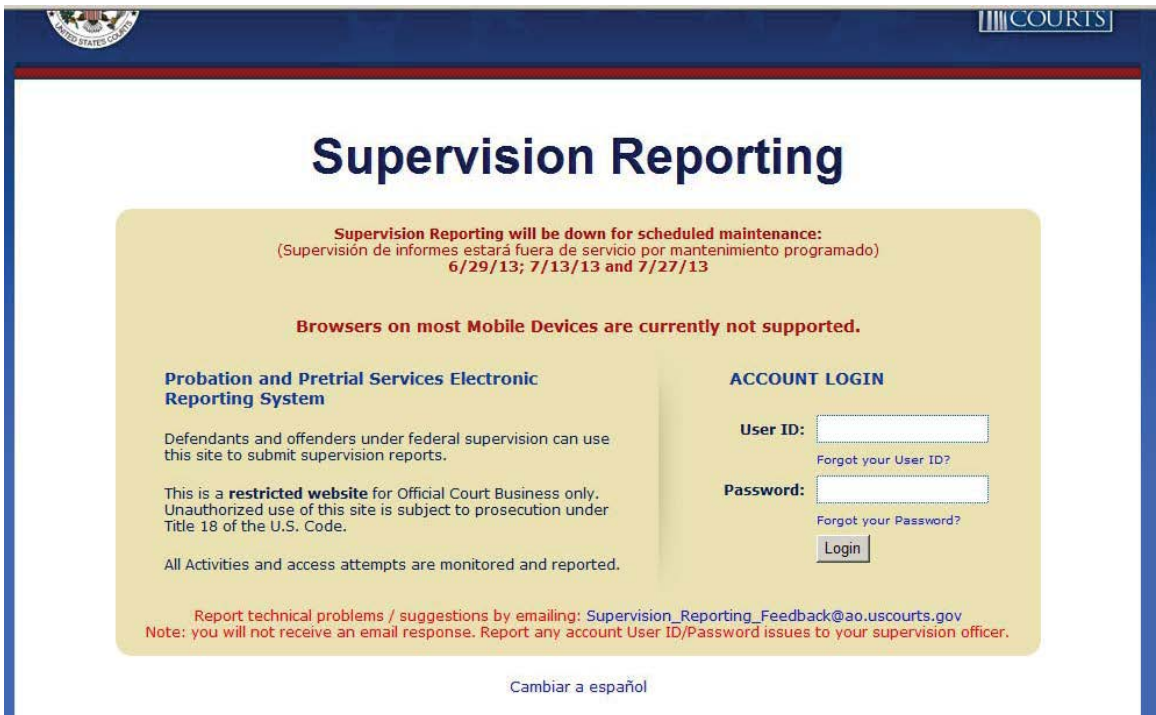 UNITED STATES COURTS
COURTS
Supervision Reporting
Supervision Reporting will be down for scheduled maintenance:
(Supervisión de informes estará fuera de servicio por mantenimiento programado)
6/29/13; 7/13/13 and 7/27/13
Browsers on most Mobile Devices are currently not supported.
Probation and Pretrial Services Electronic
Reporting System
Defendants and offenders under federal supervision can use
this site to submit supervision reports.
This is a restricted website for Official Court Business only.
Unauthorized use of this site is subject to prosecution under
Title 18 of the U.S. Code.
All Activities and access attempts are monitored and reported.
ACCOUNT LOGIN
User ID:
Forgot your User ID?
Password:
Forgot your Password?
Login
Report technical problems / suggestions by emailing: Supervision_Reporting_Feedback@ao.uscourts.gov
Note: you will not receive an email response. Report any account User ID/Password issues to your supervision officer.
Cambiar a español